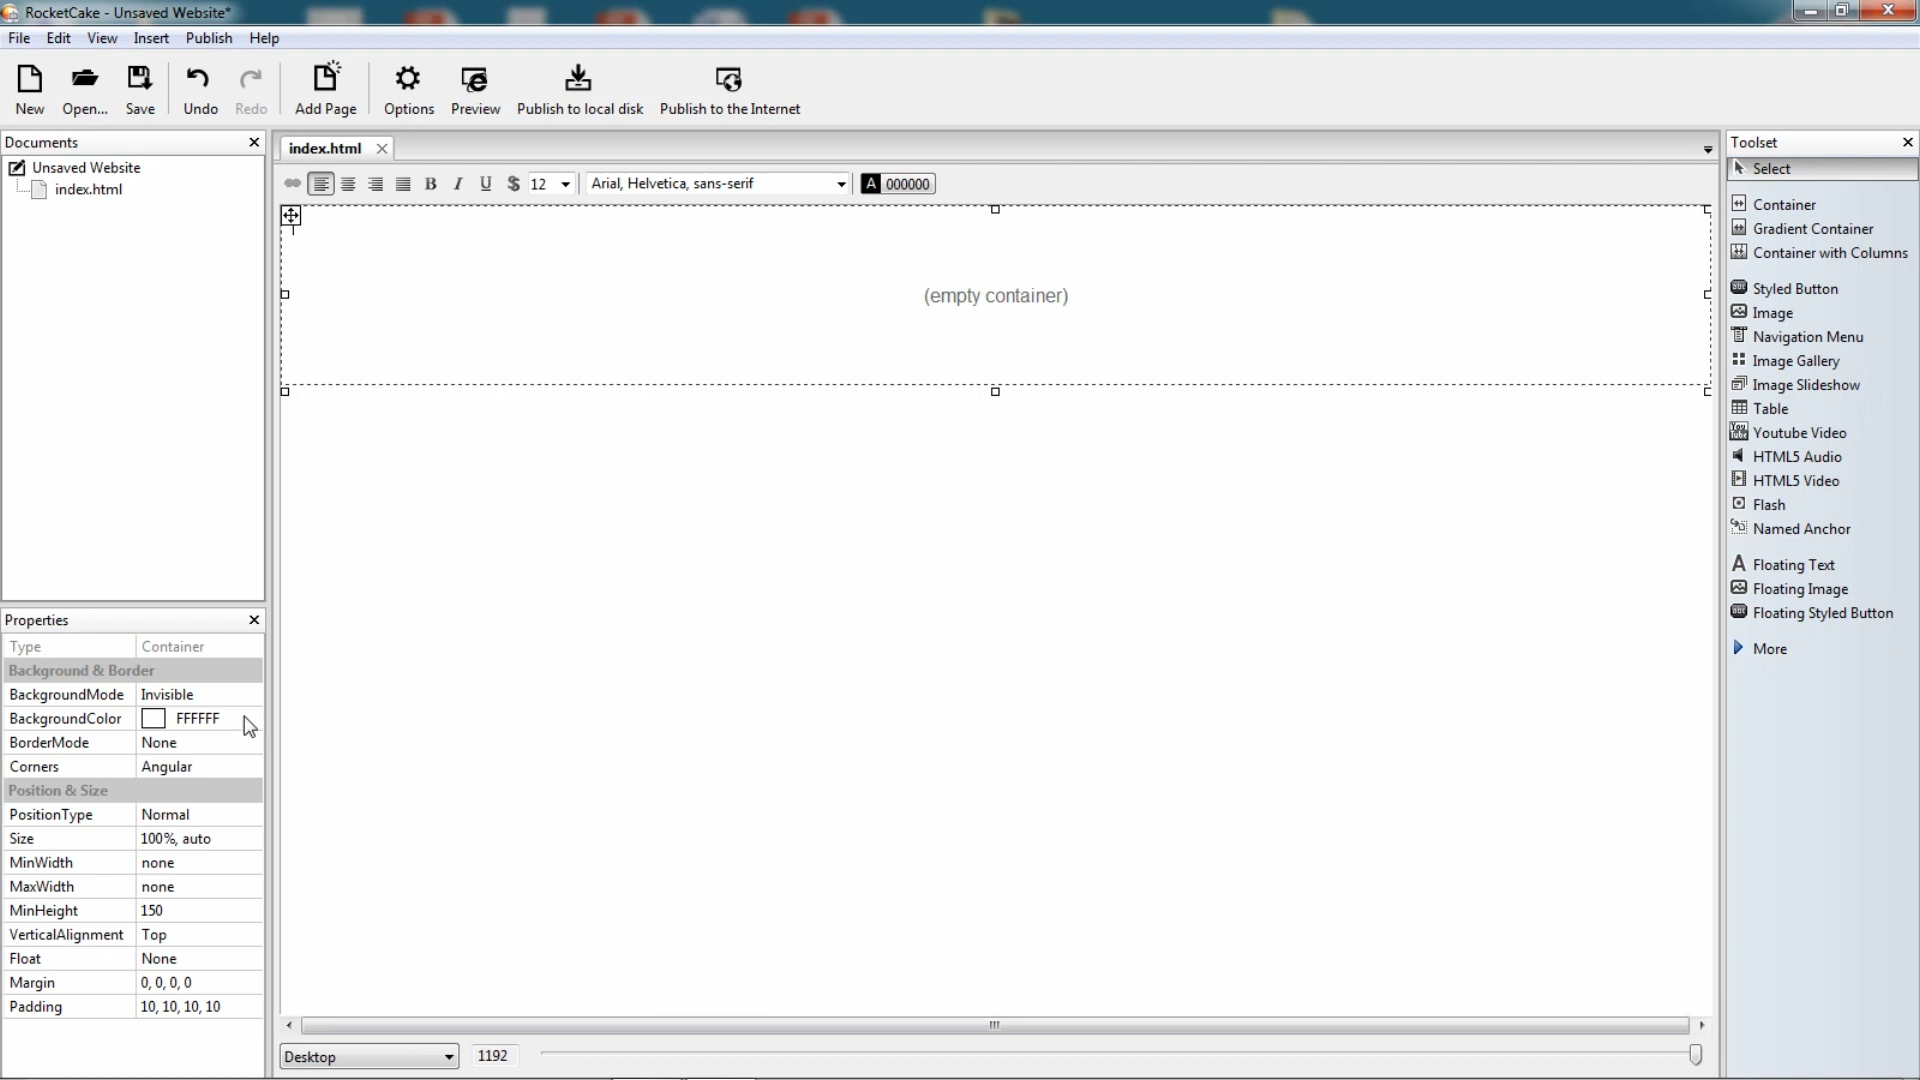 RocketCake - Unsaved Website*
File Edit View Insert Publish Help
New Open... Save Undo Redo Add Page Options Preview Publish to local disk Publish to the Internet
Documents
Unsaved Website
index.html
index.html
12 Arial, Helvetica, sans-serif A 000000
(empty container)
Desktop 1192
Properties
Type Container
Background & Border
BackgroundMode Invisible
BackgroundColor FFFFFF
BorderMode None
Corners Angular
Position & Size
PositionType Normal
Size 100%, auto
MinWidth none
MaxWidth none
MinHeight 150
VerticalAlignment Top
Float None
Margin 0, 0, 0, 0
Padding 10, 10, 10, 10
Toolset
Select
Container
Gradient Container
Container with Columns
Styled Button
Image
Navigation Menu
Image Gallery
Image Slideshow
Table
Youtube Video
HTML5 Audio
HTML5 Video
Flash
Named Anchor
Floating Text
Floating Image
Floating Styled Button
More